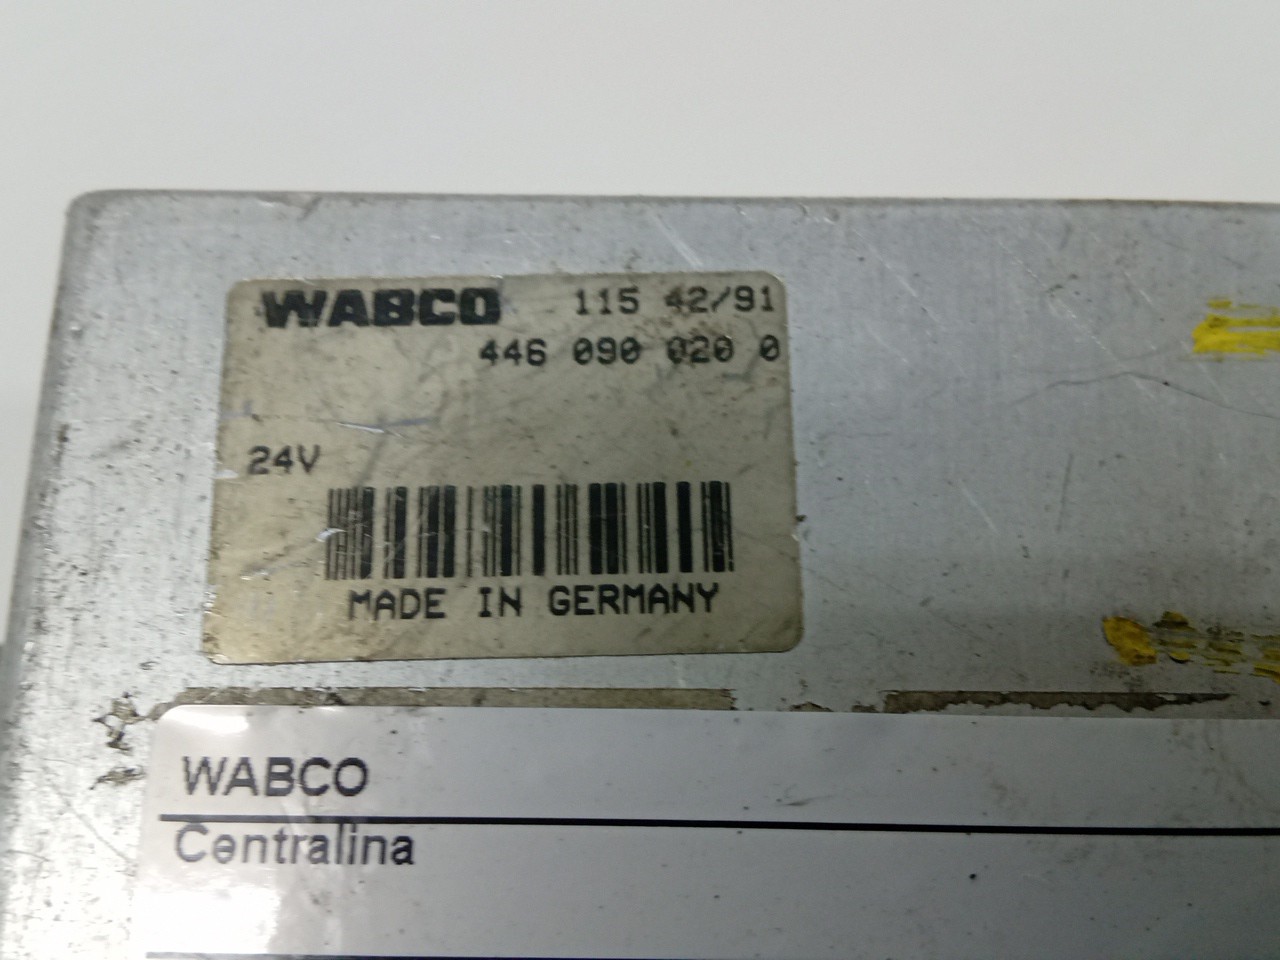 WABCO 115 42/91
446 090 020 0
24V
MADE IN GERMANY
WABCO
Centralina